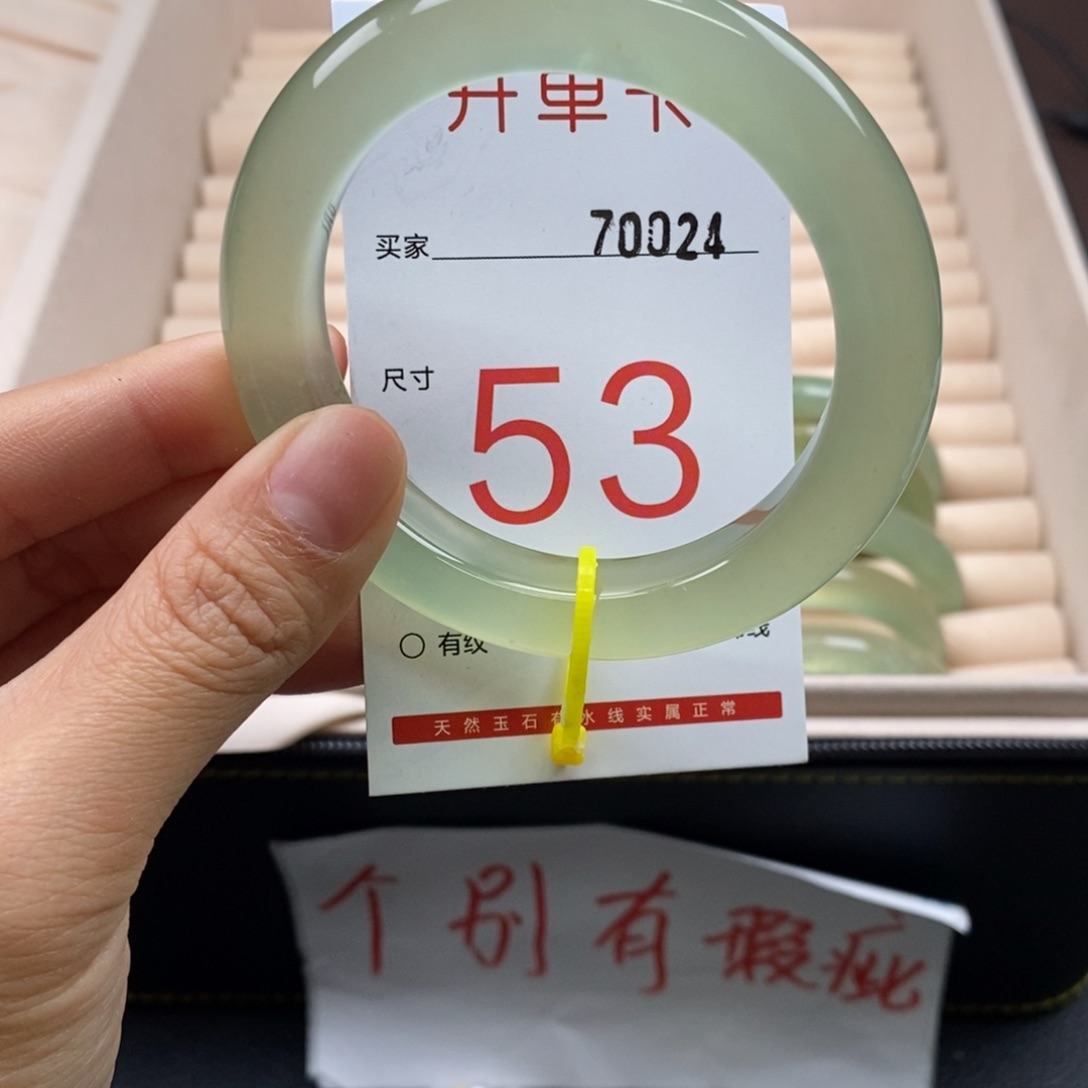 开单卡
买家 70024
尺寸 53
有纹
天然玉石有水线实属正常
个别有瑕疵